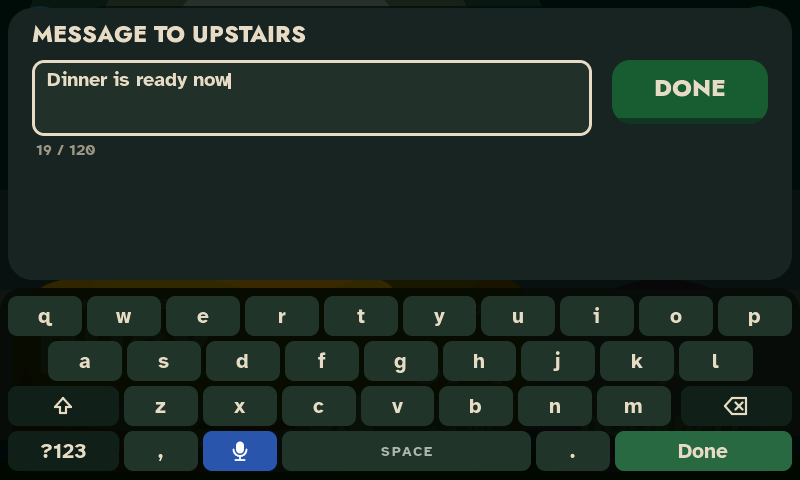 MESSAGE TO UPSTAIRS
Dinner is ready now
DONE
19 / 120
q w e r t y u i o p
a s d f g h j k l
z x c v b n m
?123 , SPACE . Done